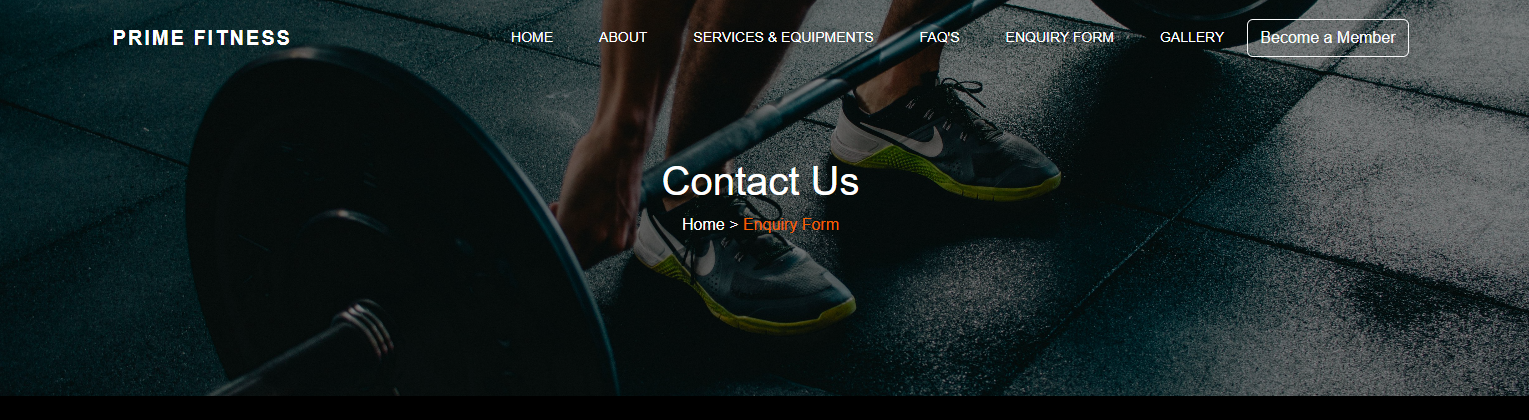 PRIME FITNESS HOME ABOUT SERVICES & EQUIPMENTS FAQ'S ENQUIRY FORM GALLERY Become a Member
Contact Us
Home > Enquiry Form